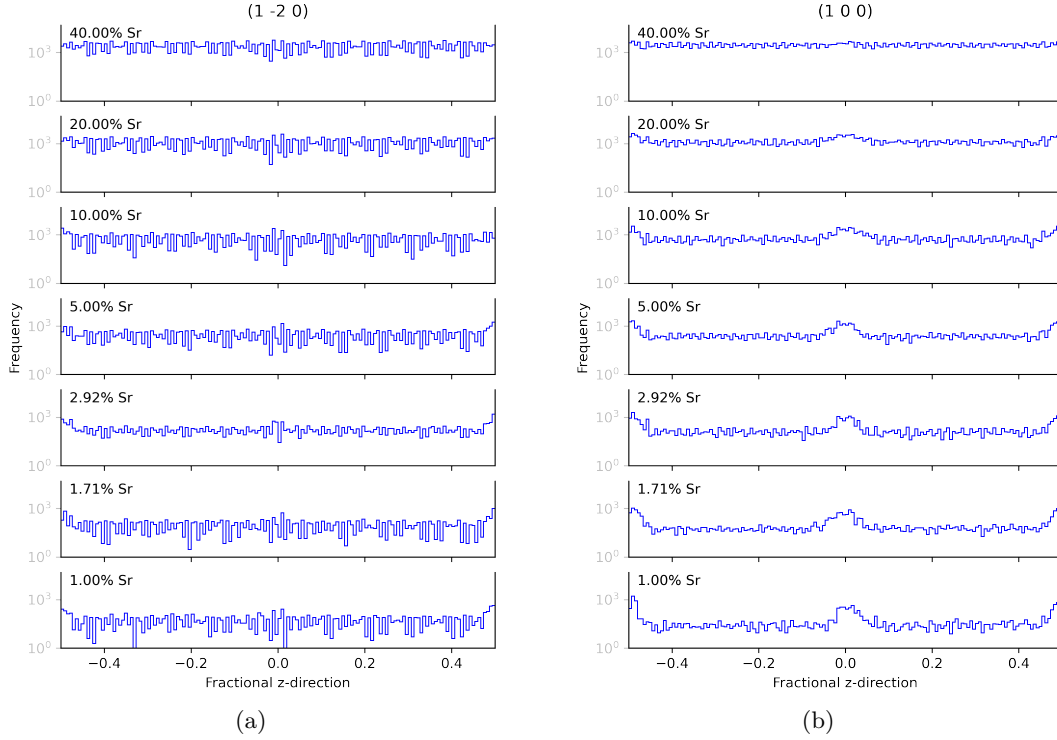 (1 -2 0)
40.00% Sr
10³
10⁰
20.00% Sr
10³
10⁰
10.00% Sr
10³
10⁰
5.00% Sr
10³
10⁰
2.92% Sr
10³
10⁰
1.71% Sr
10³
10⁰
1.00% Sr
10³
10⁰
Frequency
−0.4 −0.2 0.0 0.2 0.4
Fractional z-direction
(a)
(1 0 0)
40.00% Sr
10³
10⁰
20.00% Sr
10³
10⁰
10.00% Sr
10³
10⁰
5.00% Sr
10³
10⁰
2.92% Sr
10³
10⁰
1.71% Sr
10³
10⁰
1.00% Sr
10³
10⁰
Frequency
−0.4 −0.2 0.0 0.2 0.4
Fractional z-direction
(b)